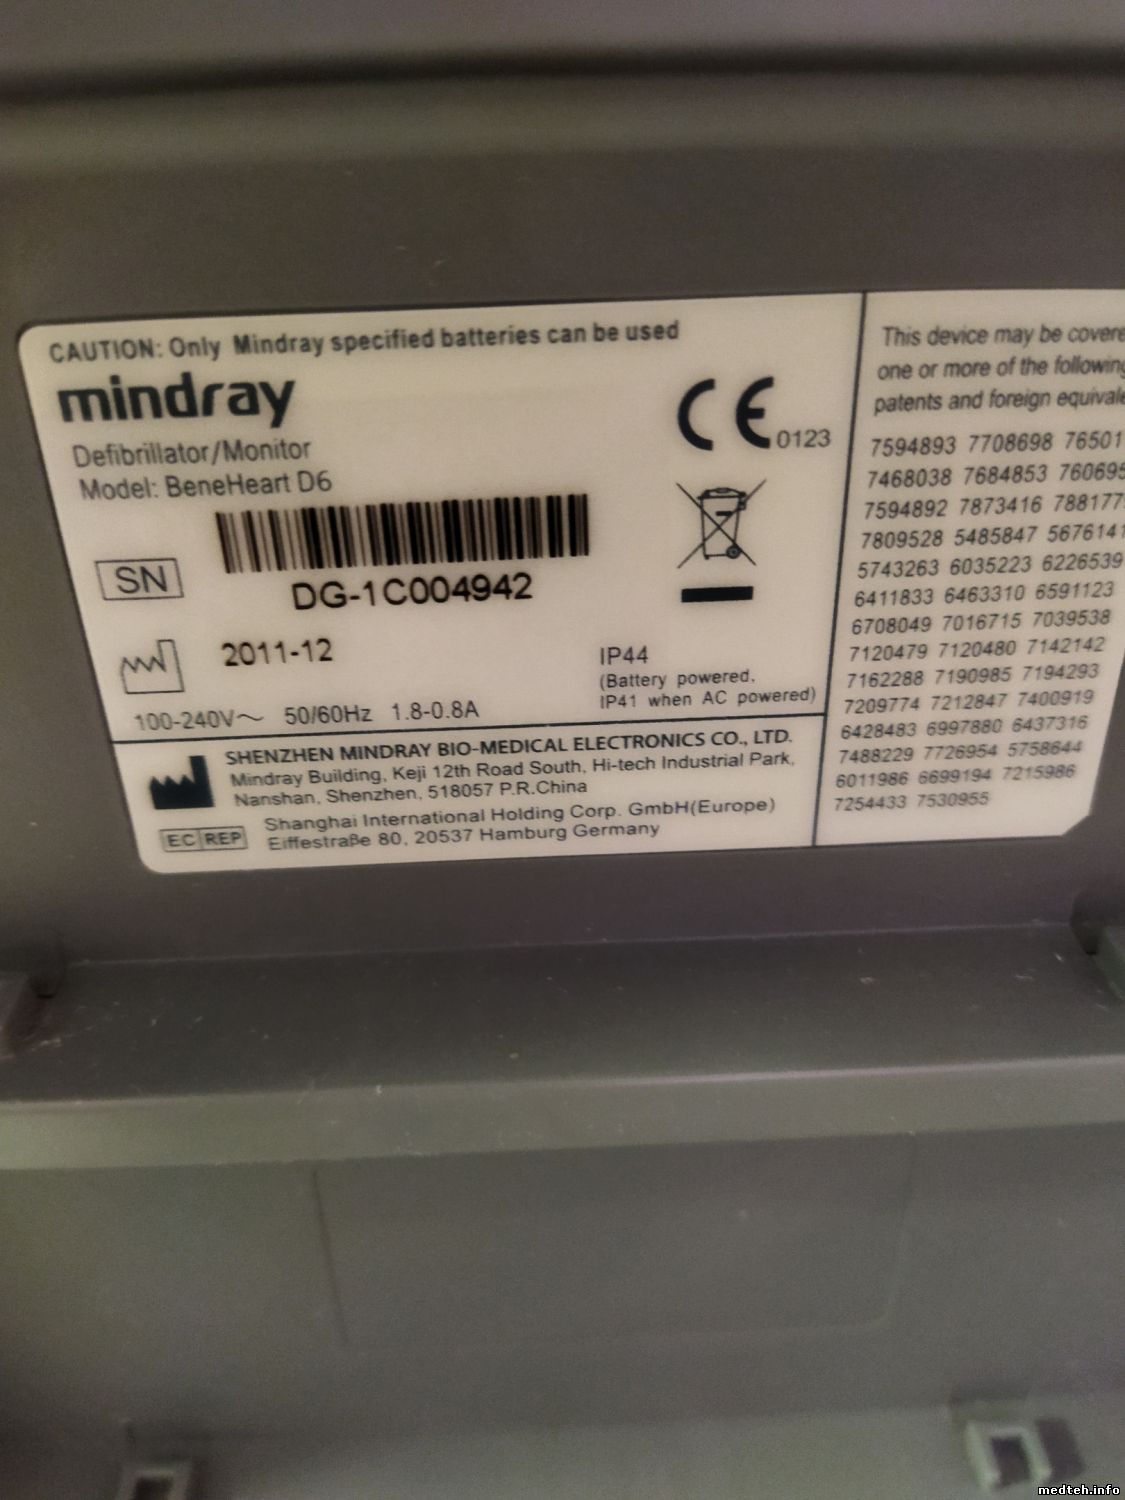 CAUTION: Only Mindray specified batteries can be used
mindray
Defibrillator/Monitor
Model: BeneHeart D6
SN
DG-1C004942
2011-12
100-240V～ 50/60Hz 1.8-0.8A
CE 0123
IP44
(Battery powered,
IP41 when AC powered)
SHENZHEN MINDRAY BIO-MEDICAL ELECTRONICS CO., LTD.
Mindray Building, Keji 12th Road South, Hi-tech Industrial Park,
Nanshan, Shenzhen, 518057 P.R.China
EC REP
Shanghai International Holding Corp. GmbH(Europe)
Eiffestraße 80, 20537 Hamburg Germany
This device may be covere
one or more of the following
patents and foreign equivale
7594893 7708698 76501
7468038 7684853 760695
7594892 7873416 788177
7809528 5485847 5676141
5743263 6035223 6226539
6411833 6463310 6591123
6708049 7016715 7039538
7120479 7120480 7142142
7162288 7190985 7194293
7209774 7212847 7400919
6428483 6997880 6437316
7488229 7726954 5758644
6011986 6699194 7215986
7254433 7530955
medteh.info